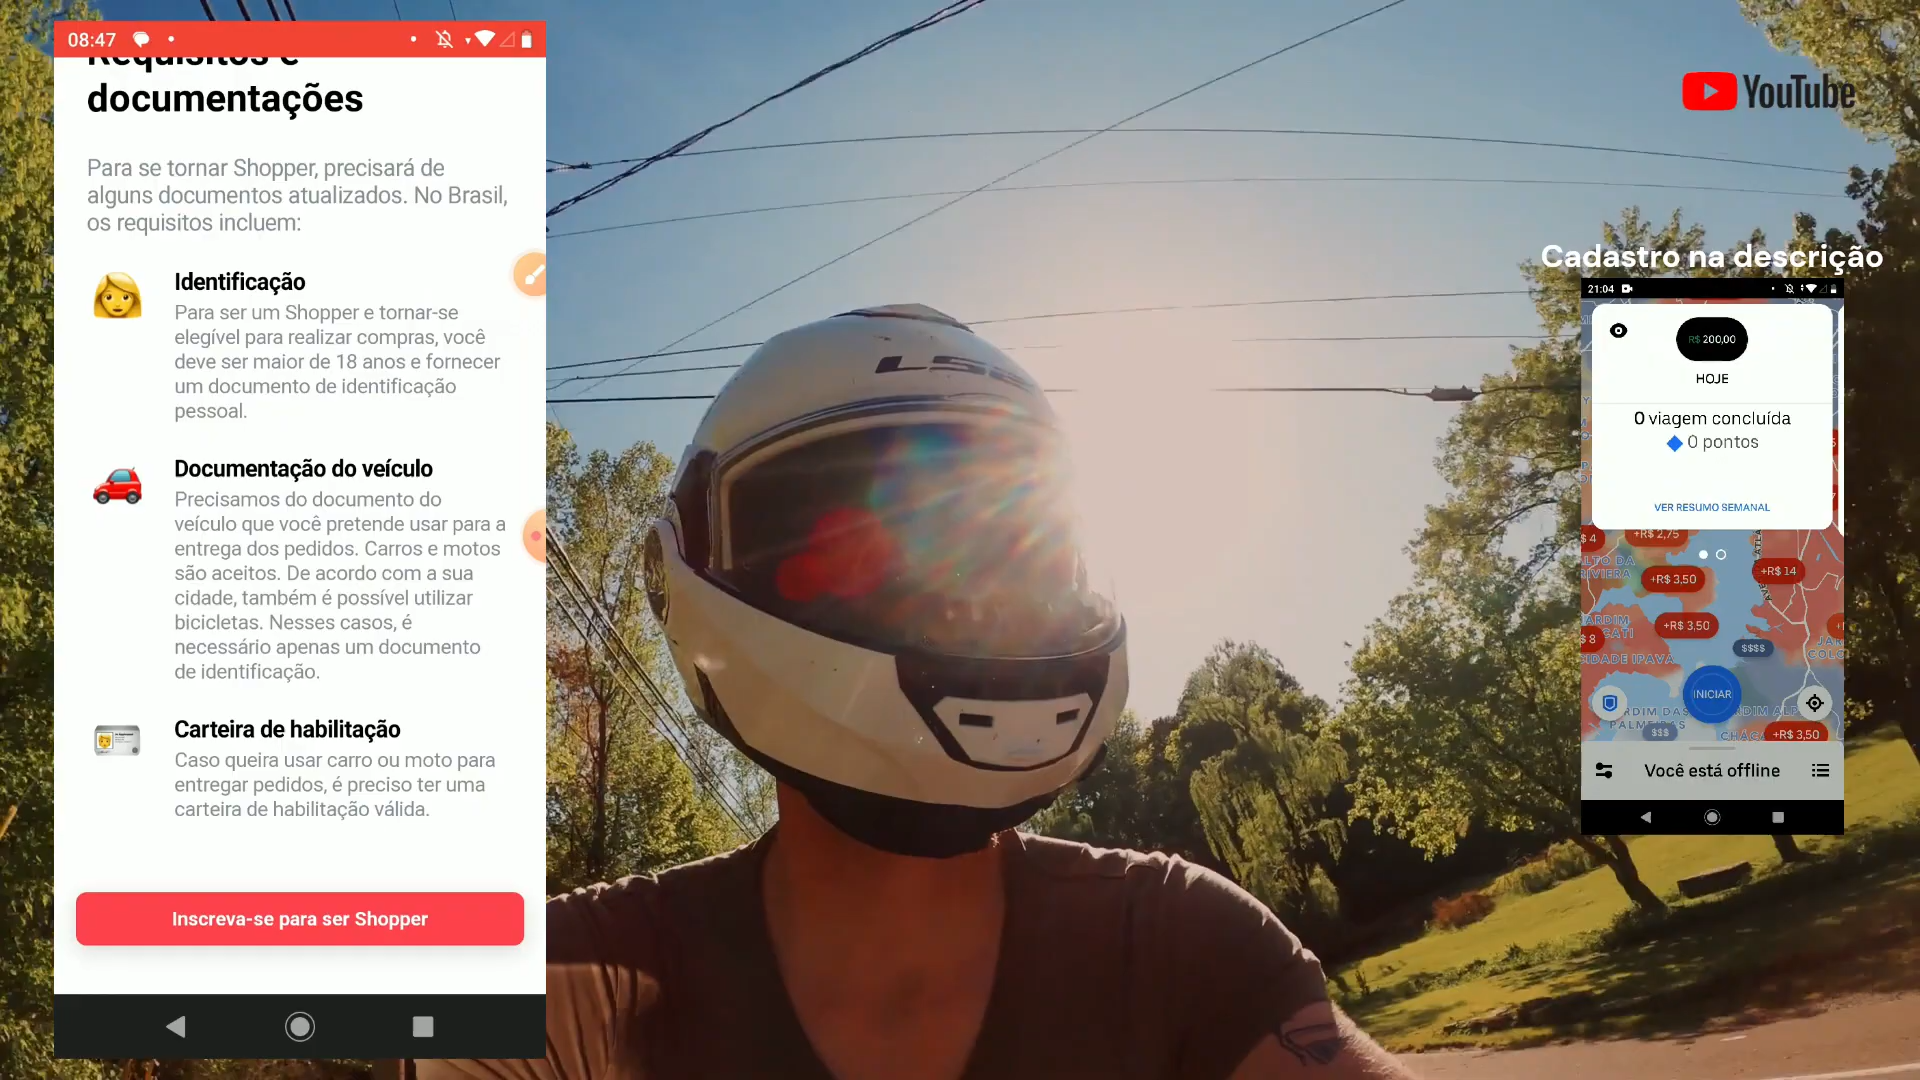 08:47
Requisitos e
documentações
Para se tornar Shopper, precisará de
alguns documentos atualizados. No Brasil,
os requisitos incluem:
Identificação
Para ser um Shopper e tornar-se
elegível para realizar compras, você
deve ser maior de 18 anos e fornecer
um documento de identificação
pessoal.
Documentação do veículo
Precisamos do documento do
veículo que você pretende usar para a
entrega dos pedidos. Carros e motos
são aceitos. De acordo com a sua
cidade, também é possível utilizar
bicicletas. Nesses casos, é
necessário apenas um documento
de identificação.
Carteira de habilitação
Caso queira usar carro ou moto para
entregar pedidos, é preciso ter uma
carteira de habilitação válida.
Inscreva-se para ser Shopper
YouTube
Cadastro na descrição
21:04
R$ 200,00
HOJE
0 viagem concluída
0 pontos
VER RESUMO SEMANAL
$ 4
+R$ 2,75
+R$ 3,50
+R$ 14
+R$ 3,50
$ 8
$$$$
INICIAR
$$$
+R$ 3,50
Você está offline